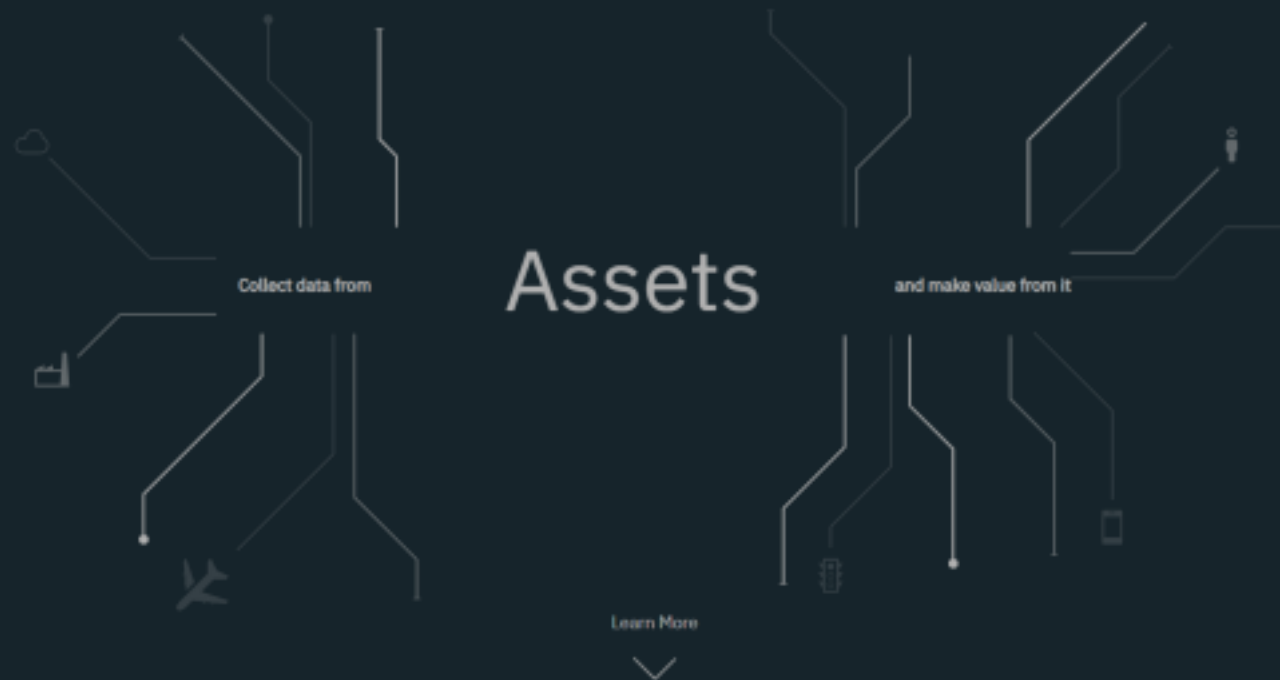 Collect data from
Assets
and make value from it
Learn More